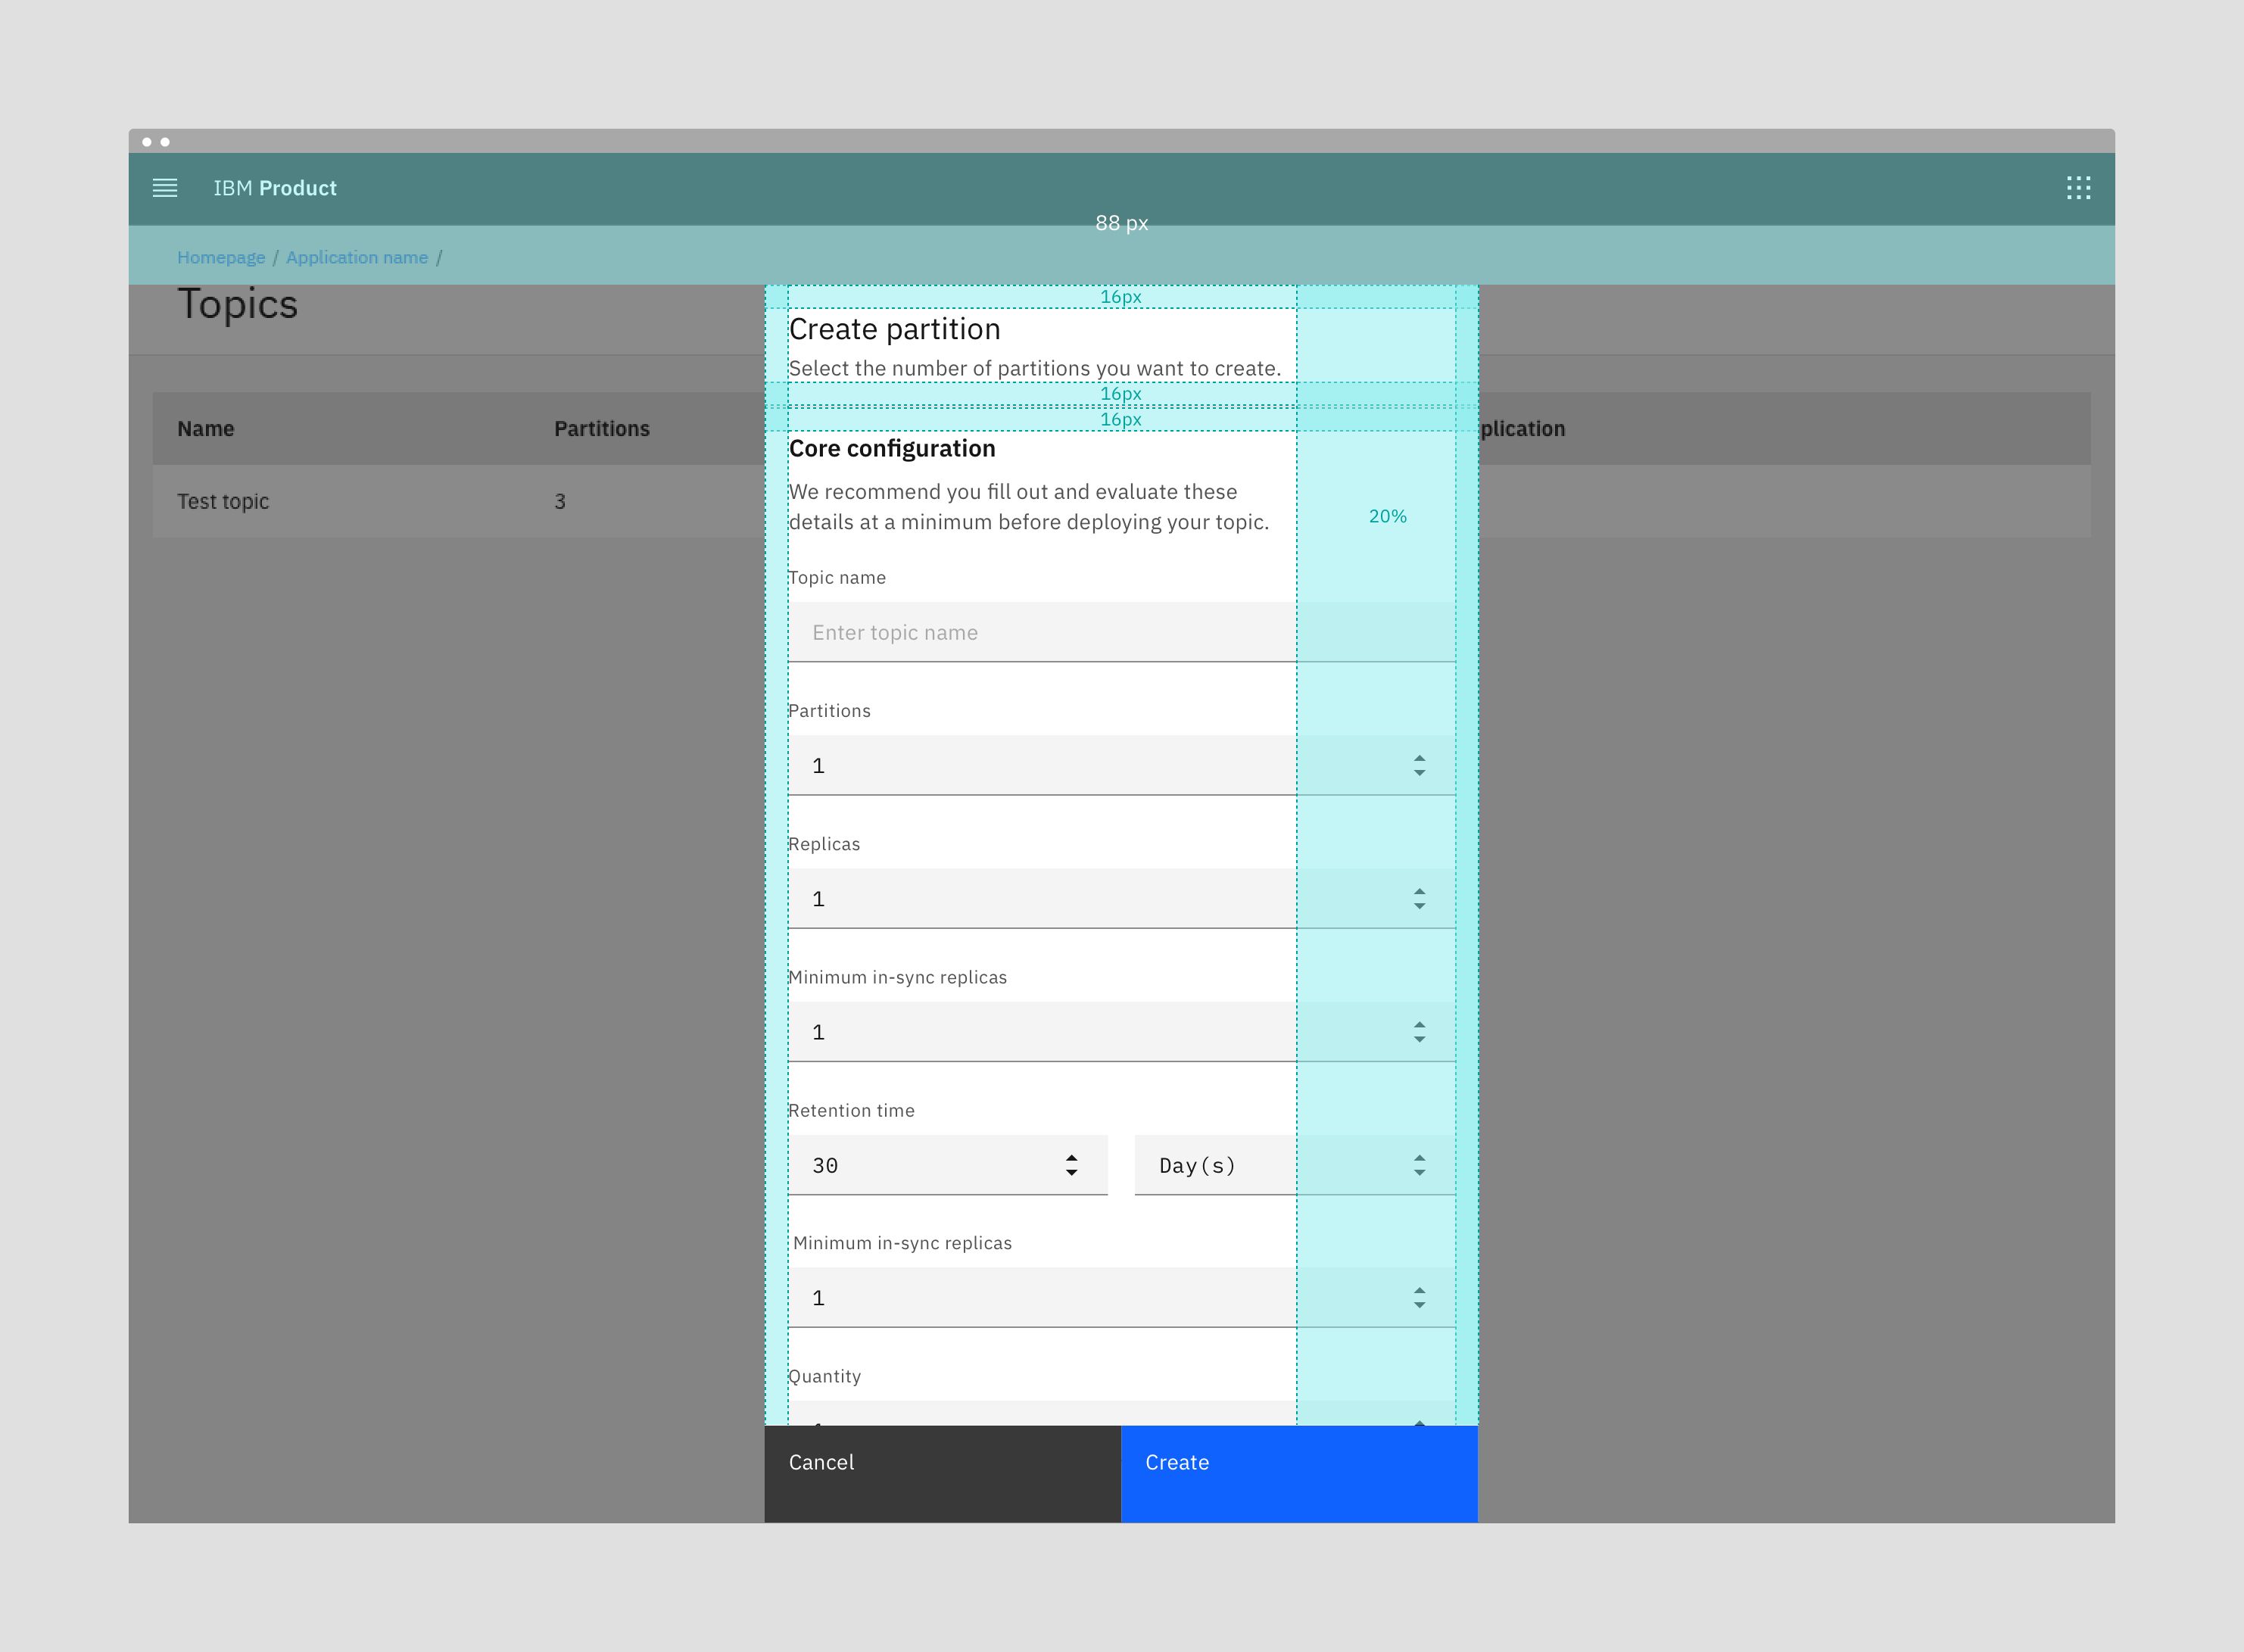 IBM Product
88 px
Homepage / Application name /
Topics
16px
Create partition
Select the number of partitions you want to create.
16px
16px
Name Partitions plication
Core configuration
We recommend you fill out and evaluate these
details at a minimum before deploying your topic.
20%
Test topic 3
Topic name
Enter topic name
Partitions
1
Replicas
1
Minimum in-sync replicas
1
Retention time
30 Day(s)
Minimum in-sync replicas
1
Quantity
Cancel Create